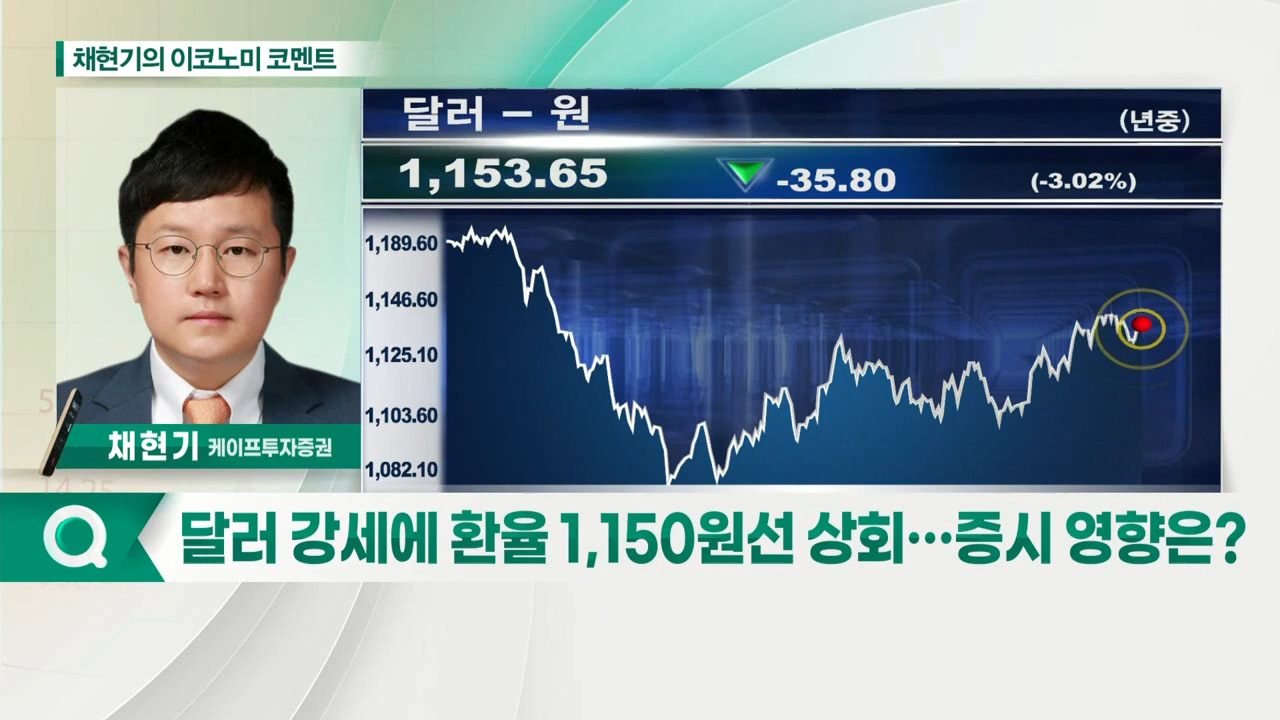 채현기의 이코노미 코멘트
달러 – 원
(년중)
1,153.65
-35.80
(-3.02%)
1,189.60
1,146.60
1,125.10
1,103.60
1,082.10
채현기 케이프투자증권
달러 강세에 환율 1,150원선 상회…증시 영향은?